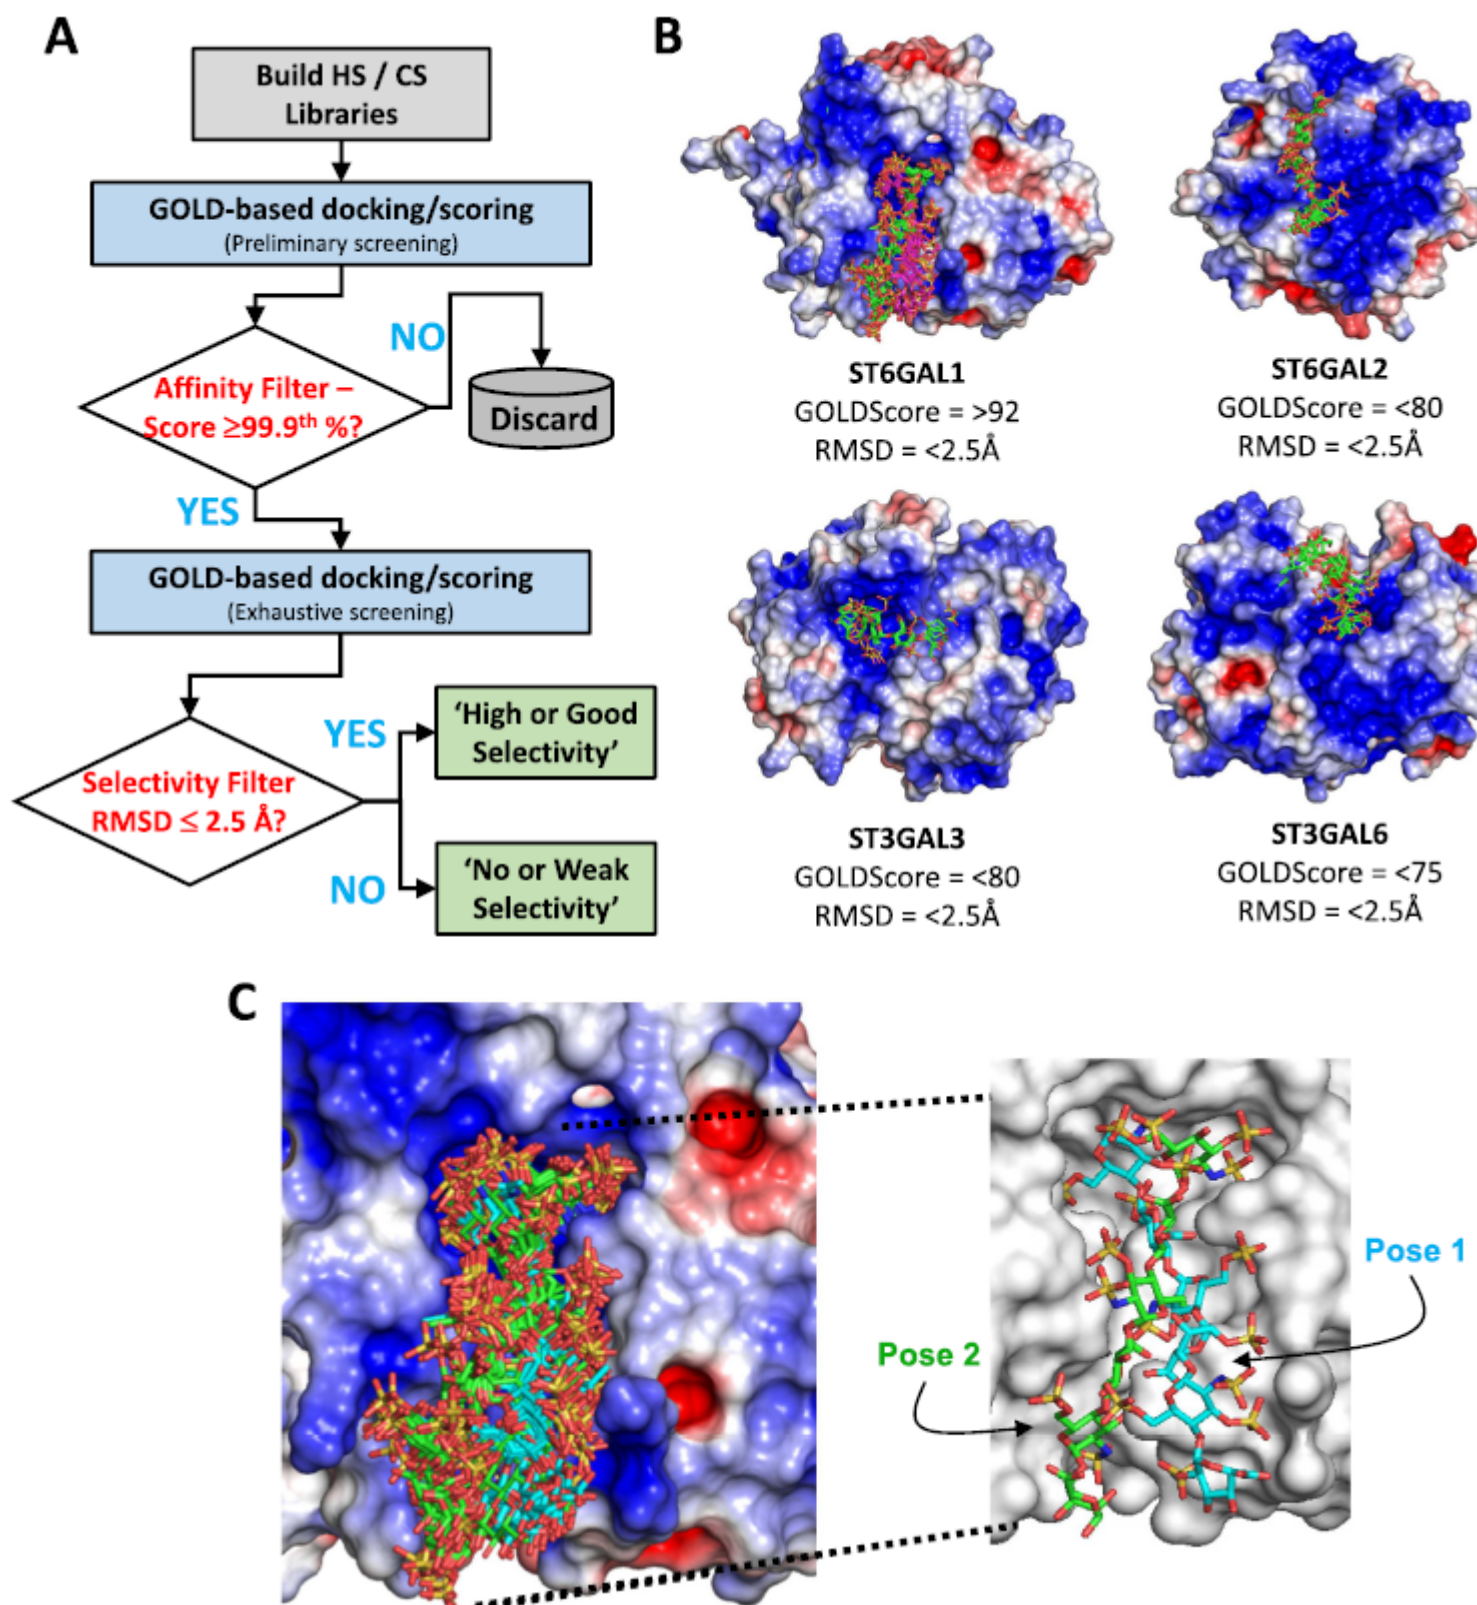 A
Build HS / CS
Libraries
GOLD-based docking/scoring
(Preliminary screening)
NO
Affinity Filter –
Score ≥99.9th %?
Discard
YES
GOLD-based docking/scoring
(Exhaustive screening)
YES
'High or Good
Selectivity'
Selectivity Filter
RMSD ≤ 2.5 Å?
NO
'No or Weak
Selectivity'
B
ST6GAL1
GOLDScore = >92
RMSD = <2.5Å
ST6GAL2
GOLDScore = <80
RMSD = <2.5Å
ST3GAL3
GOLDScore = <80
RMSD = <2.5Å
ST3GAL6
GOLDScore = <75
RMSD = <2.5Å
C
Pose 1
Pose 2